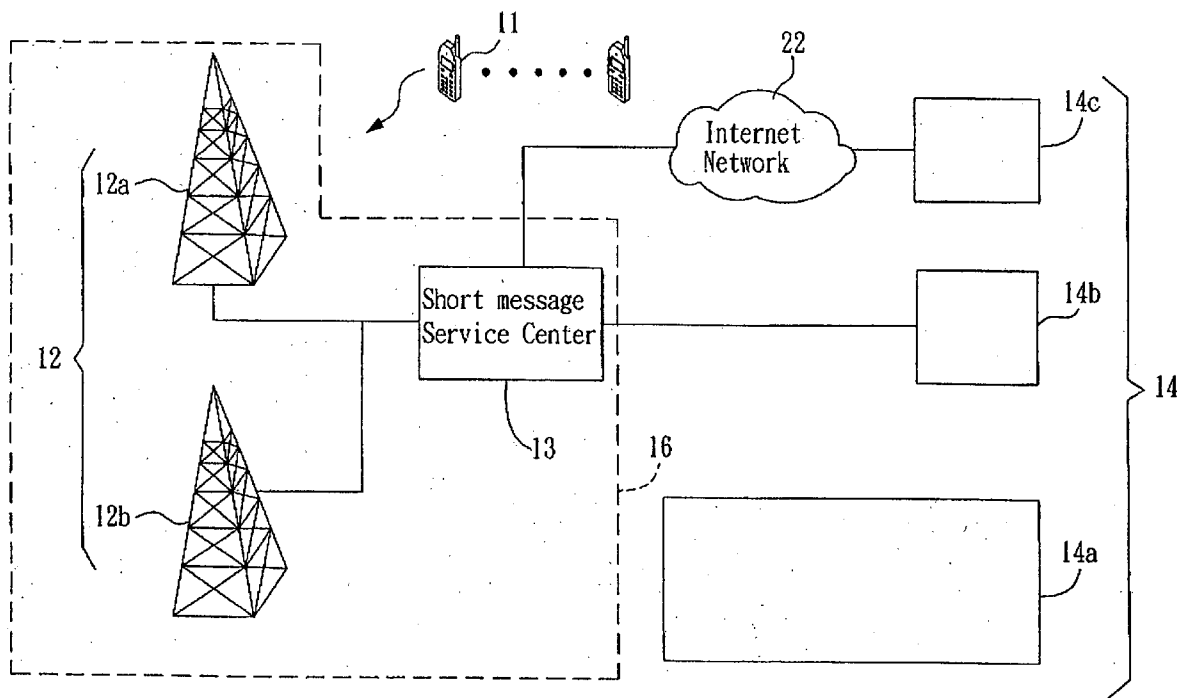 11
22
14c
Internet
Network
12a
Short message
Service Center
14b
12
14
13
16
12b
14a